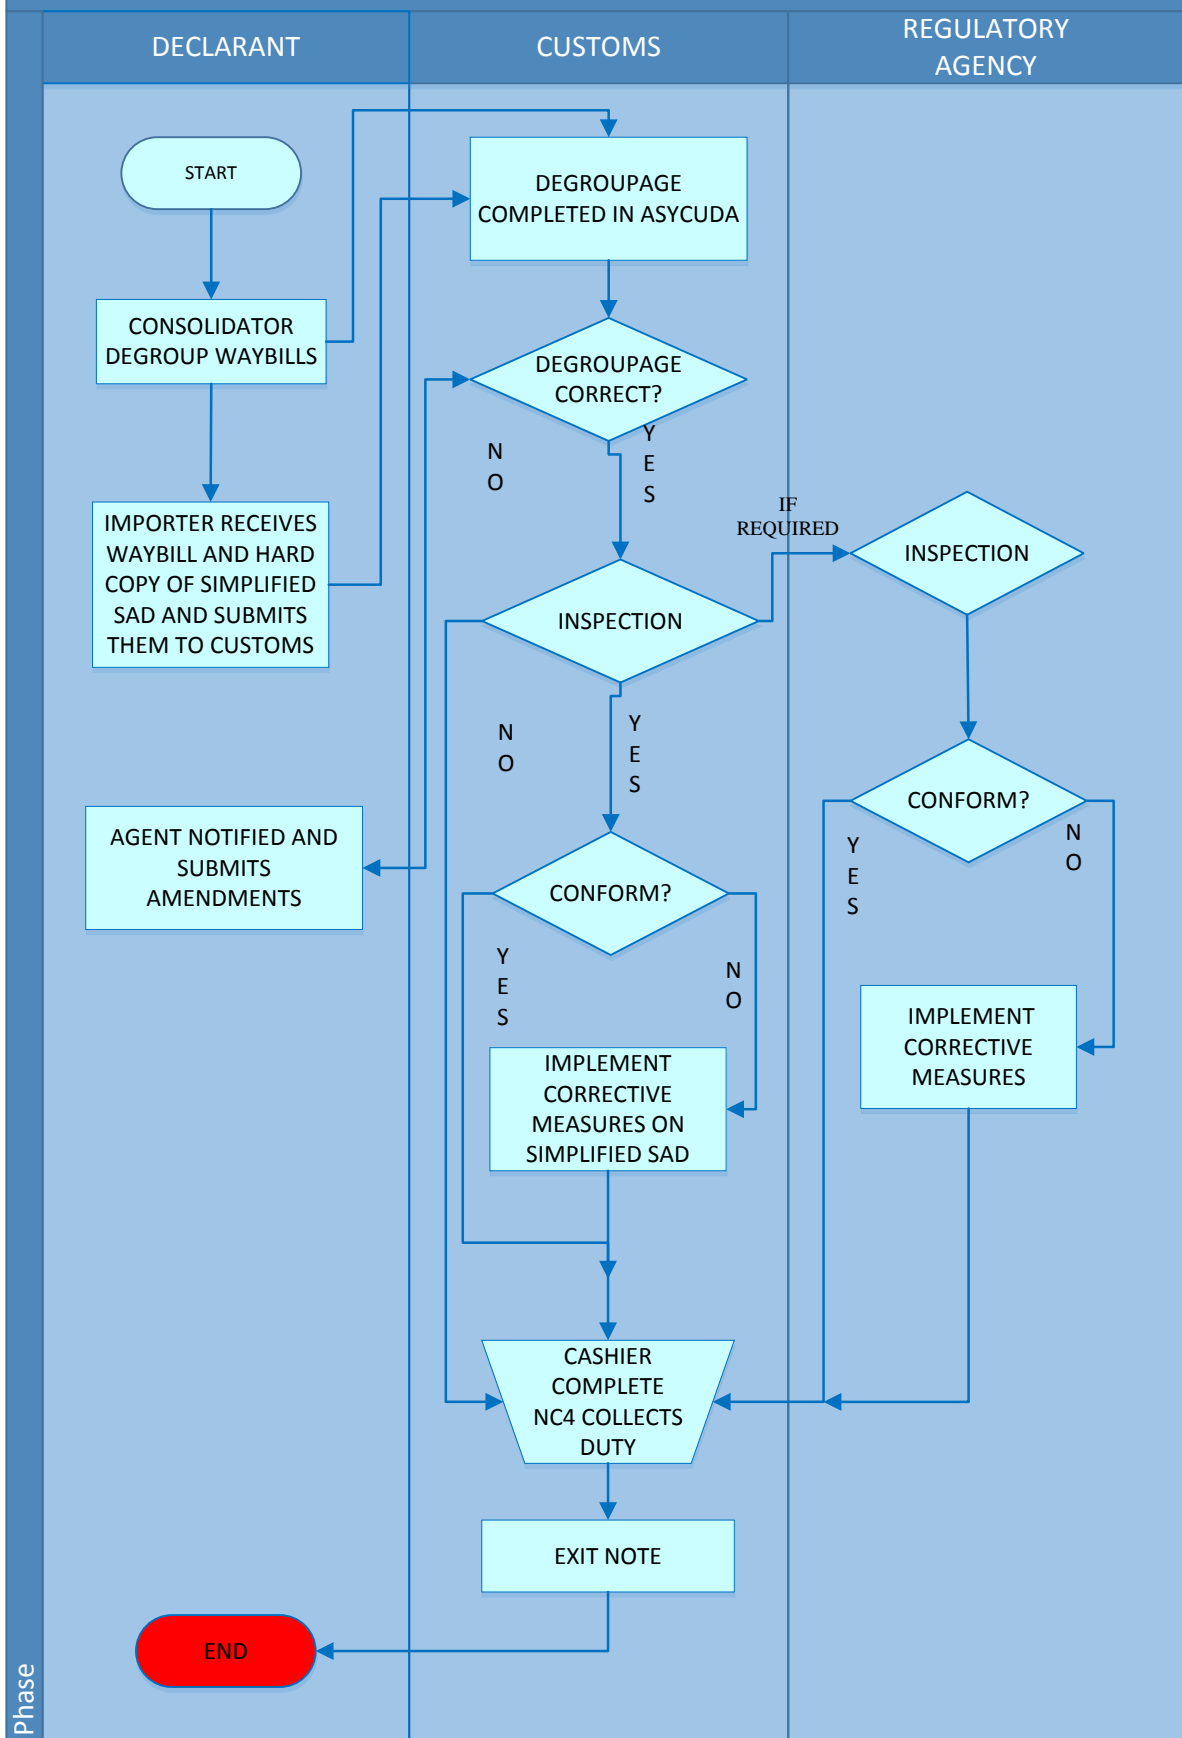 DECLARANT
CUSTOMS
REGULATORY
AGENCY
START
DEGROUPAGE
COMPLETED IN ASYCUDA
CONSOLIDATOR
DEGROUP WAYBILLS
DEGROUPAGE
CORRECT?
N
O
Y
E
S
IMPORTER RECEIVES
WAYBILL AND HARD
COPY OF SIMPLIFIED
SAD AND SUBMITS
THEM TO CUSTOMS
IF
REQUIRED
INSPECTION
INSPECTION
N
O
Y
E
S
CONFORM?
Y
E
S
N
O
AGENT NOTIFIED AND
SUBMITS
AMENDMENTS
CONFORM?
Y
E
S
N
O
IMPLEMENT
CORRECTIVE
MEASURES
IMPLEMENT
CORRECTIVE
MEASURES ON
SIMPLIFIED SAD
CASHIER
COMPLETE
NC4 COLLECTS
DUTY
EXIT NOTE
END
Phase